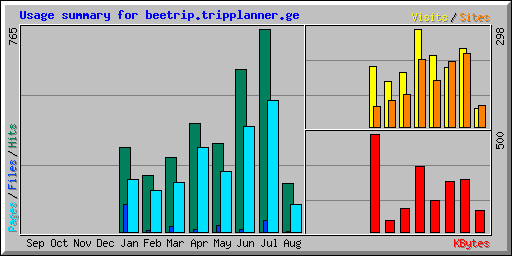 Usage summary for beetrip.tripplanner.ge
Visits / Sites
765
298
500
Pages / Files / Hits
Sep Oct Nov Dec Jan Feb Mar Apr May Jun Jul Aug
KBytes